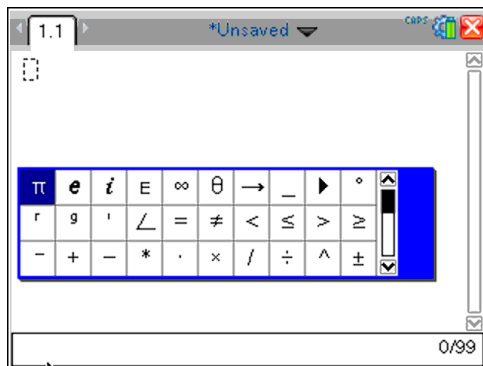 1.1 *Unsaved CAPS
π e i E ∞ θ → _ ▶ °
r g ' ∠ = ≠ < ≤ > ≥
− + — * · × / ÷ ^ ±
0/99